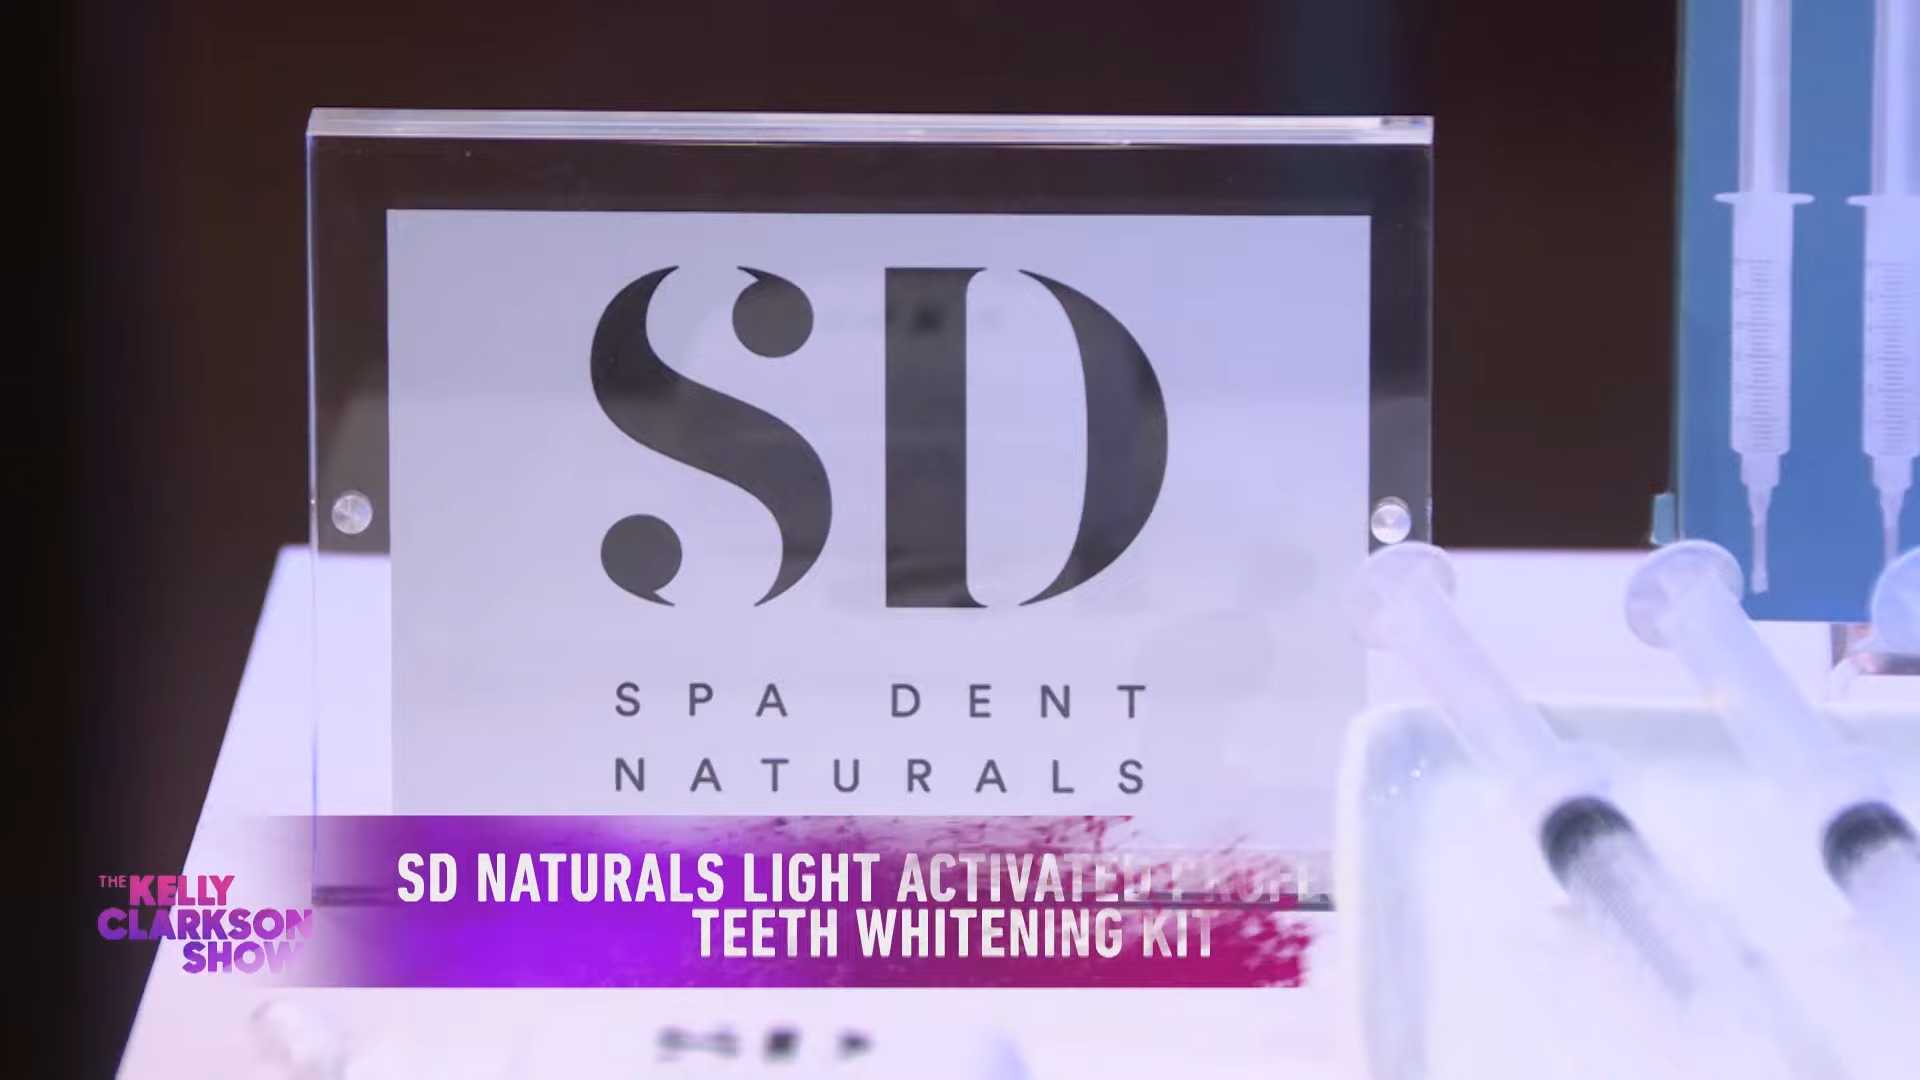 SD
SPA DENT
NATURALS
SD NATURALS LIGHT ACTIVATED
TEETH WHITENING KIT
THE
KELLY
CLARKSON
SHOW